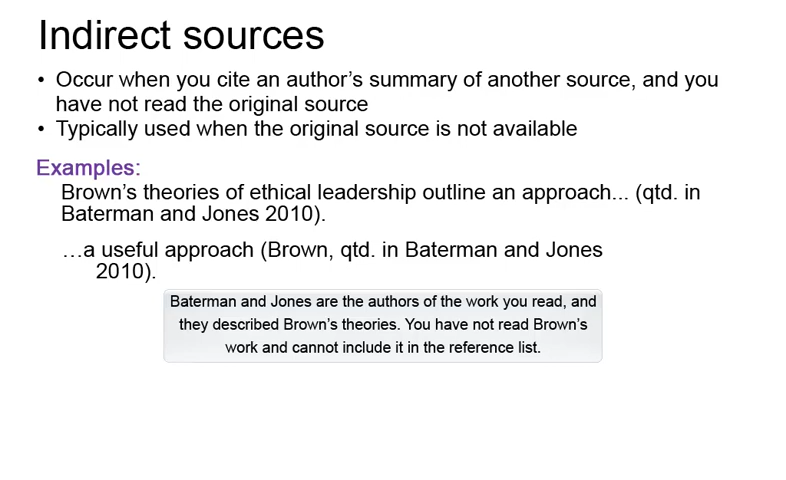 Indirect sources
• Occur when you cite an author’s summary of another source, and you
have not read the original source
• Typically used when the original source is not available
Examples:
Brown’s theories of ethical leadership outline an approach... (qtd. in
Baterman and Jones 2010).
…a useful approach (Brown, qtd. in Baterman and Jones
2010).
Baterman and Jones are the authors of the work you read, and
they described Brown’s theories. You have not read Brown’s
work and cannot include it in the reference list.